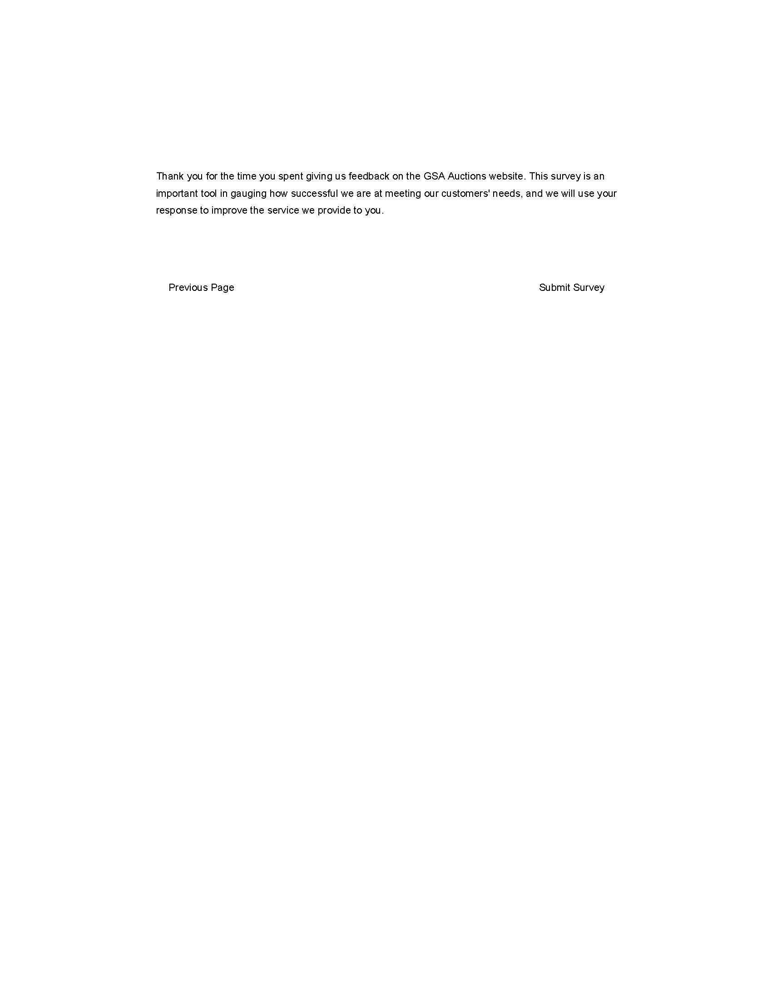 Thank you for the time you spent giving us feedback on the GSA Auctions website. This survey is an
important tool in gauging how successful we are at meeting our customers' needs, and we will use your
response to improve the service we provide to you.
Previous Page
Submit Survey